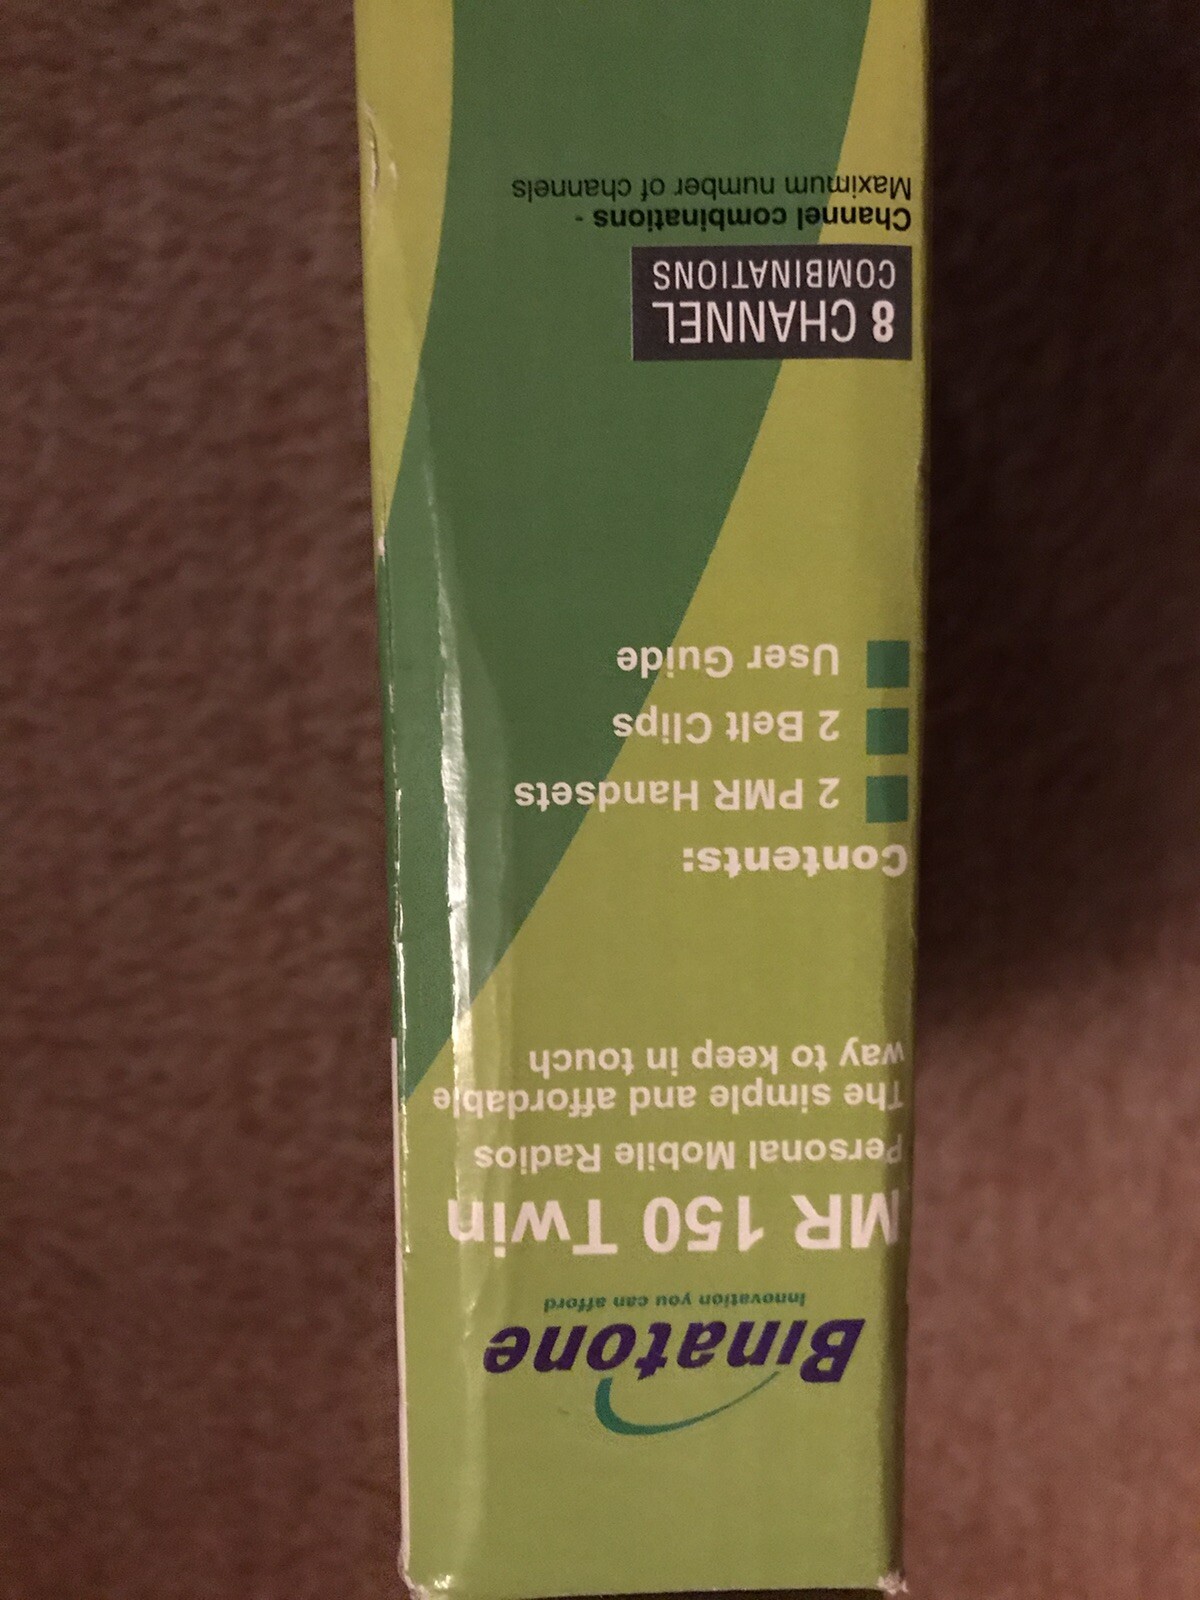 Binatone
Innovation you can afford
MR 150 Twin
Personal Mobile Radios
The simple and affordable
way to keep in touch
Contents:
2 PMR Handsets
2 Belt Clips
User Guide
8 CHANNEL
COMBINATIONS
Channel combinations -
Maximum number of channels